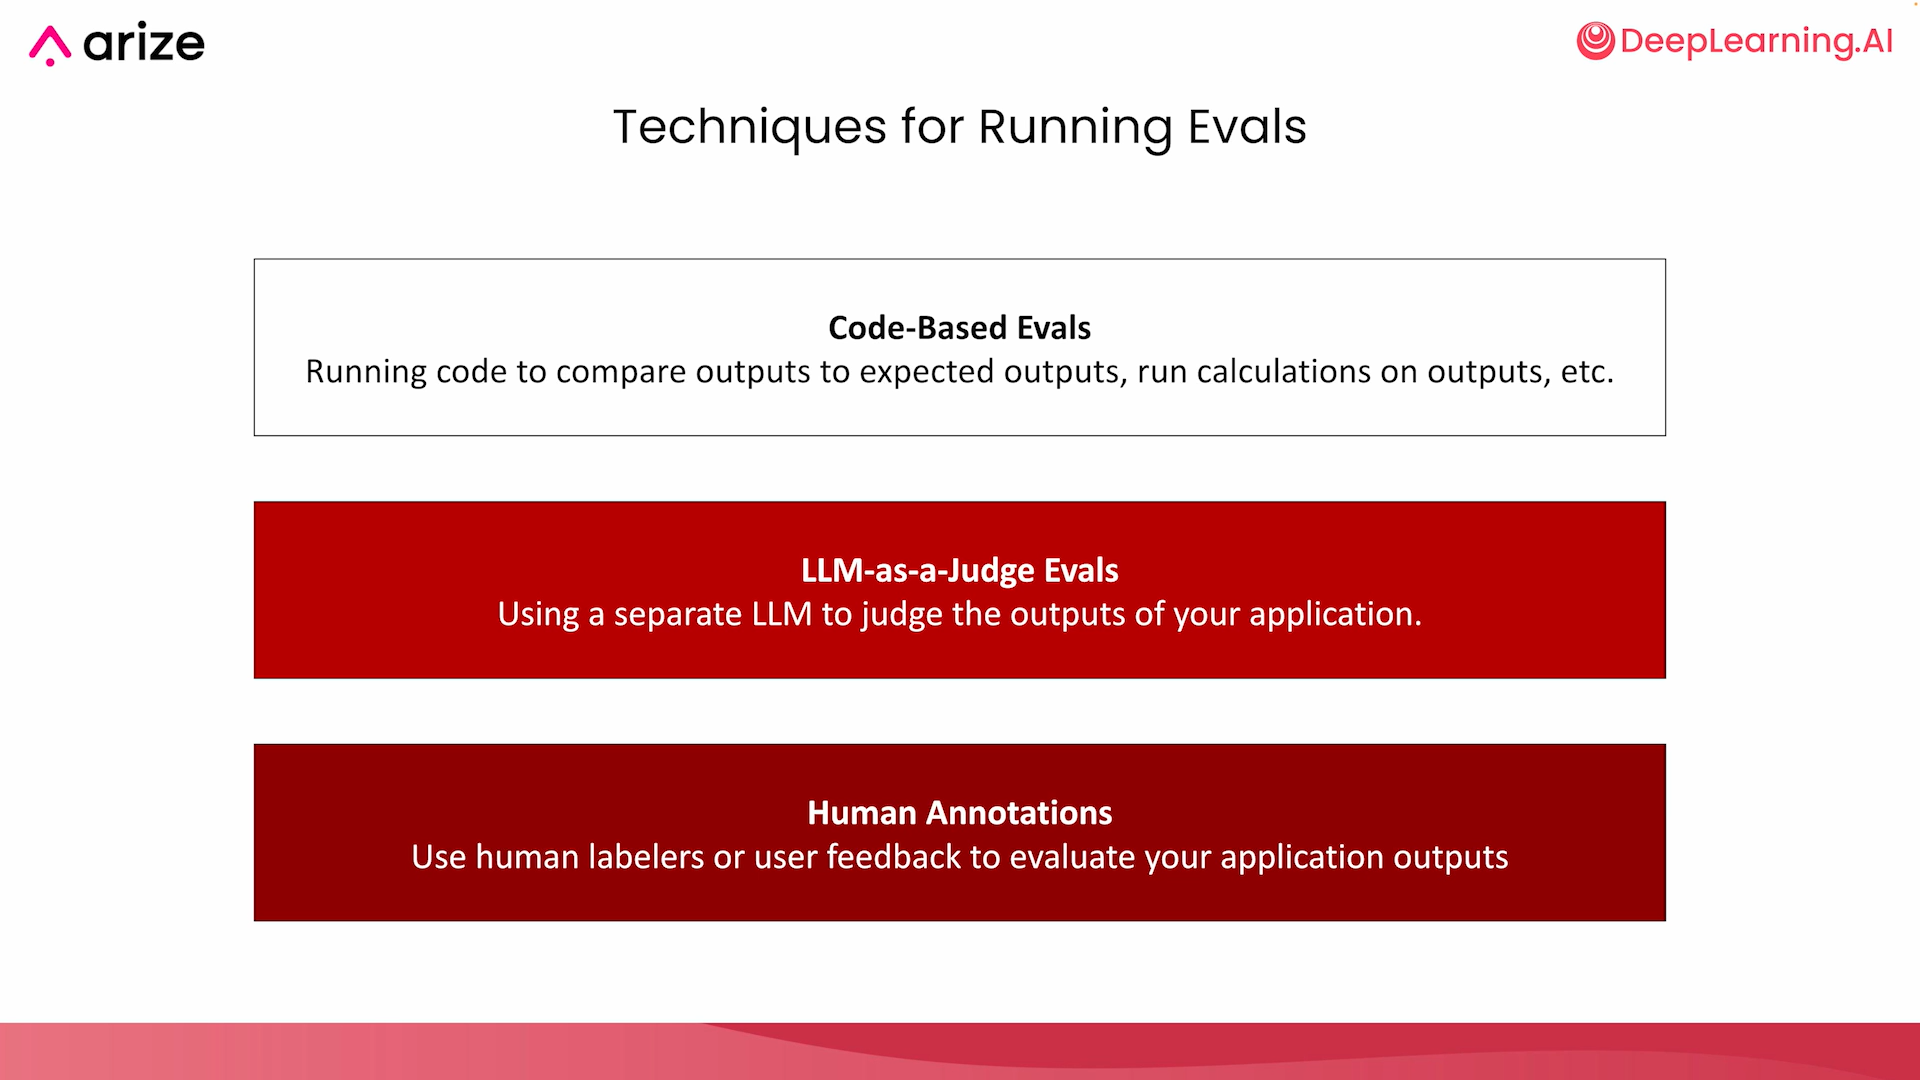 arize
DeepLearning.AI
Techniques for Running Evals
Code-Based Evals
Running code to compare outputs to expected outputs, run calculations on outputs, etc.
LLM-as-a-Judge Evals
Using a separate LLM to judge the outputs of your application.
Human Annotations
Use human labelers or user feedback to evaluate your application outputs